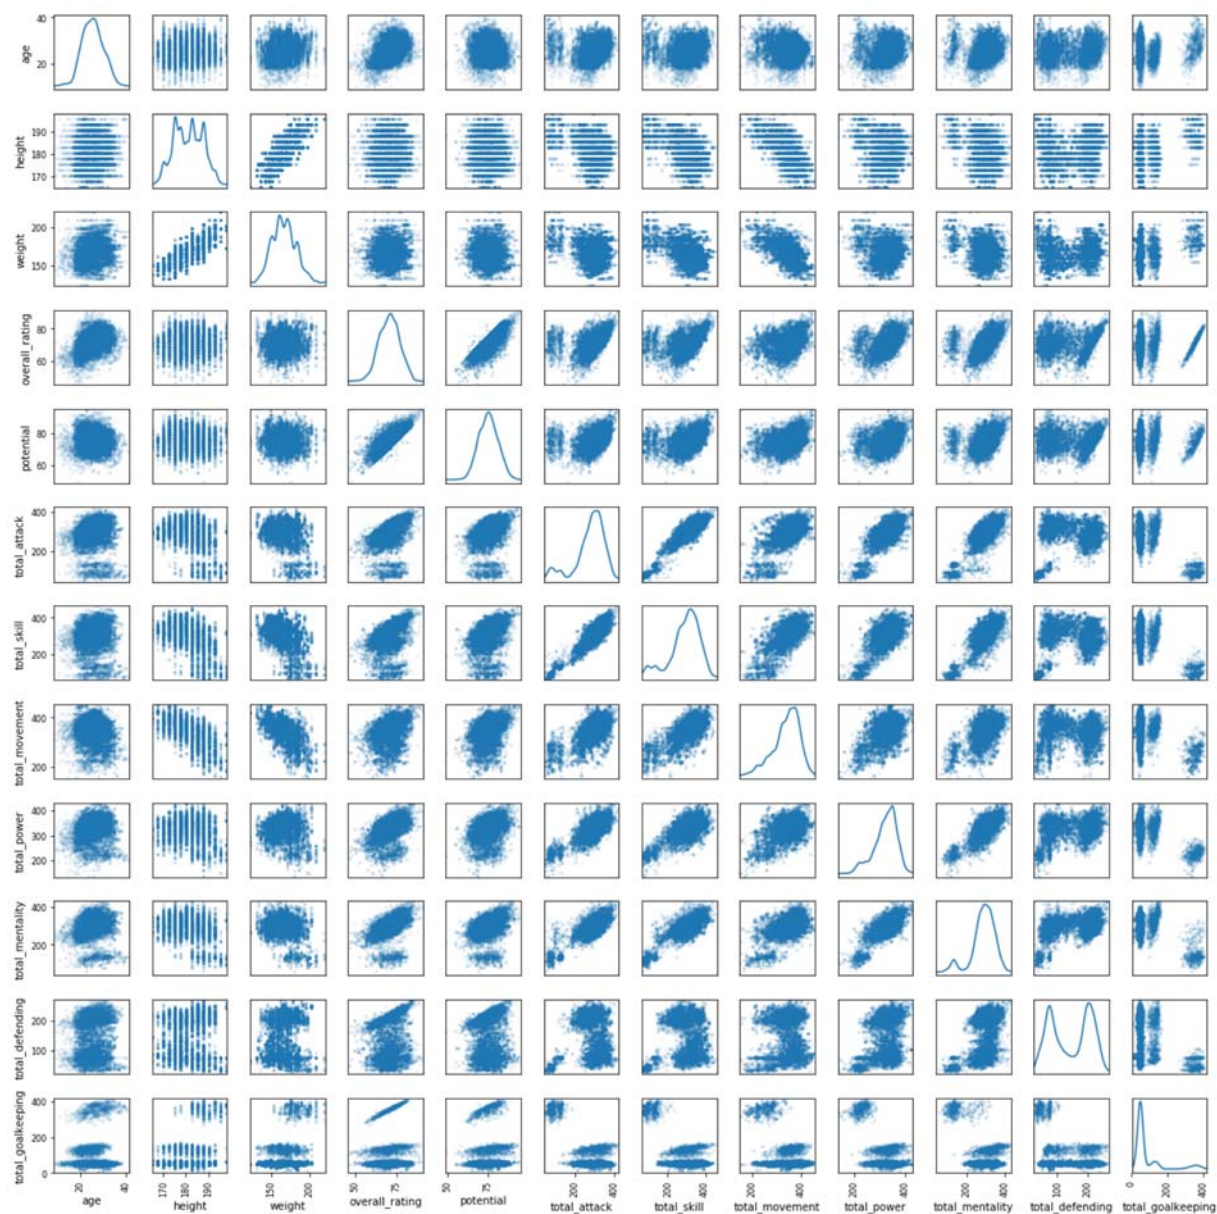 age
40
20
height
190
180
170
weight
200
150
overall_rating
80
60
potential
80
60
total_attack
400
200
total_skill
400
200
total_movement
400
200
total_power
400
300
200
total_mentality
400
300
200
total_defending
200
100
total_goalkeeping
400
200
0
20 40 170 180 190 150 200 50 75 50 75 200 400 200 400 200 400 200 400 200 400 100 200 0 200 400
age height weight overall_rating potential total_attack total_skill total_movement total_power total_mentality total_defending total_goalkeeping